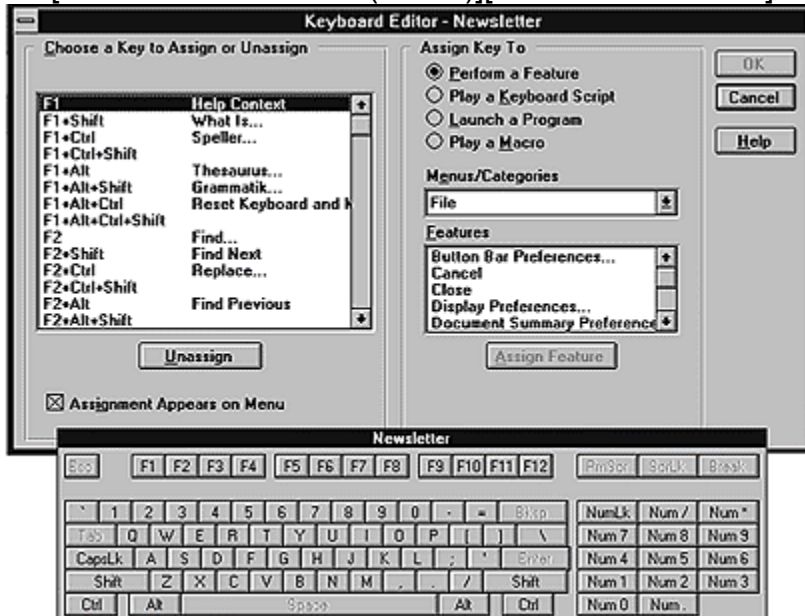 Keyboard Editor - Newsletter
Choose a Key to Assign or Unassign
F1 Help Context
F1+Shift What Is...
F1+Ctrl Speller...
F1+Ctrl+Shift
F1+Alt Thesaurus...
F1+Alt+Shift Grammatik...
F1+Alt+Ctrl Reset Keyboard and
F1+Alt+Ctrl+Shift
F2 Find...
F2+Shift Find Next
F2+Ctrl Replace...
F2+Ctrl+Shift
F2+Alt Find Previous
F2+Alt+Shift
Unassign
Assignment Appears on Menu
Assign Key To
Perform a Feature
Play a Keyboard Script
Launch a Program
Play a Macro
Menus/Categories
File
Features
Button Bar Preferences...
Cancel
Close
Display Preferences...
Document Summary Preference
Assign Feature
OK
Cancel
Help
Newsletter
Esc F1 F2 F3 F4 F5 F6 F7 F8 F9 F10 F11 F12 PrnScr ScrLk Break
` 1 2 3 4 5 6 7 8 9 0 - = Bksp NumLk Num / Num *
Tab Q W E R T Y U I O P [ ] \ Num 7 Num 8 Num 9
CapsLk A S D F G H J K L ; ' Enter Num 4 Num 5 Num 6
Shift Z X C V B N M , . / Shift Num 1 Num 2 Num 3
Ctrl Alt Space Alt Ctrl Num 0 Num .